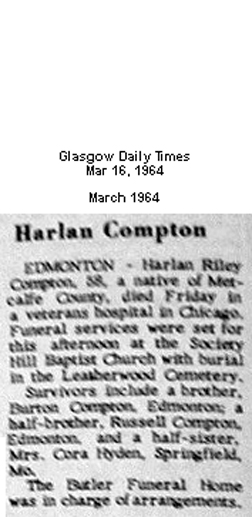 Glasgow Daily Times
Mar 16, 1964
March 1964
Harlan Compton
EDMONTON - Harlan Riley
Compton, 58, a native of Met-
calfe County, died Friday in
a veterans hospital in Chicago.
Funeral services were set for
this afternoon at the Society
Hill Baptist Church with burial
in the Leatherwood Cemetery.
Survivors include a brother,
Burton Compton, Edmonton; a
half-brother, Russell Compton,
Edmonton, and a half-sister,
Mrs. Cora Hyden, Springfield,
Mo.
The Butler Funeral Home
was in charge of arrangements.